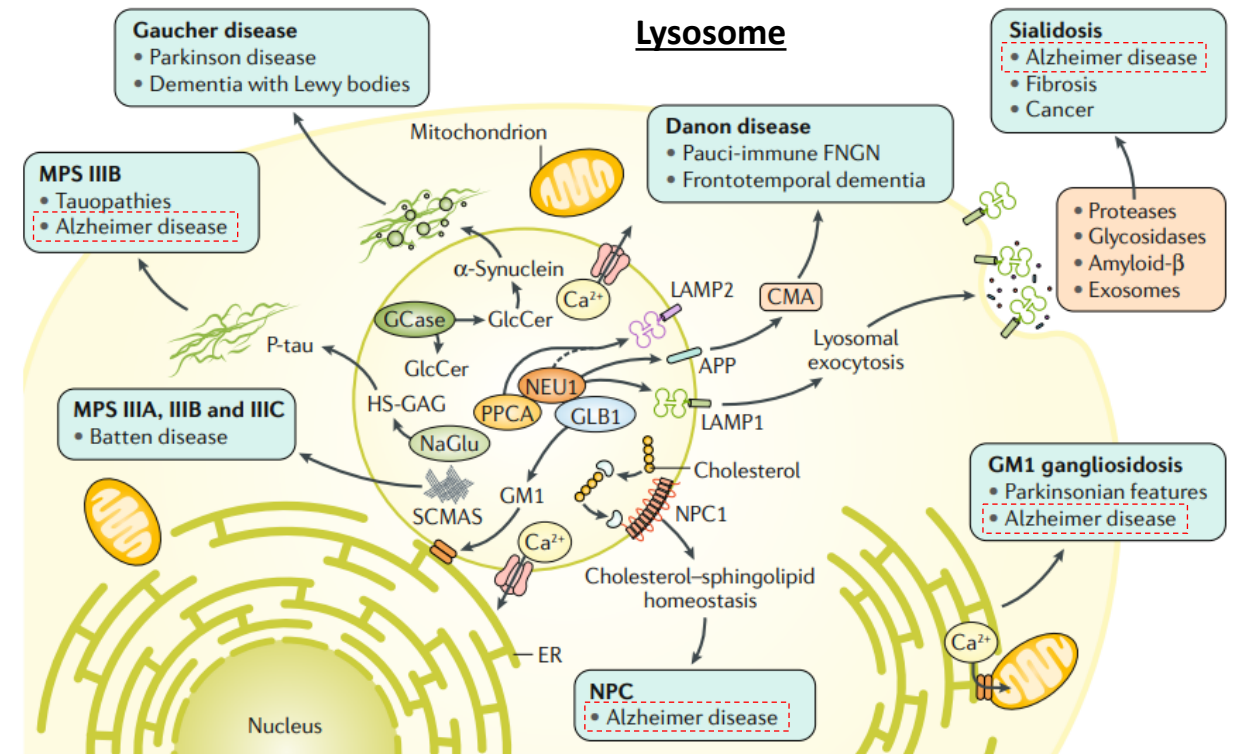 Lysosome
Gaucher disease
• Parkinson disease
• Dementia with Lewy bodies
Sialidosis
• Alzheimer disease
• Fibrosis
• Cancer
Mitochondrion
Danon disease
• Pauci-immune FNGN
• Frontotemporal dementia
MPS IIIB
• Tauopathies
• Alzheimer disease
• Proteases
• Glycosidases
• Amyloid-β
• Exosomes
α-Synuclein
Ca²⁺
LAMP2
CMA
GCase
GlcCer
GlcCer
P-tau
APP
Lysosomal
exocytosis
NEU1
PPCA
GLB1
LAMP1
HS-GAG
NaGlu
MPS IIIA, IIIB and IIIC
• Batten disease
SCMAS
GM1
Cholesterol
NPC1
Ca²⁺
GM1 gangliosidosis
• Parkinsonian features
• Alzheimer disease
Cholesterol–sphingolipid
homeostasis
ER
Ca²⁺
NPC
• Alzheimer disease
Nucleus